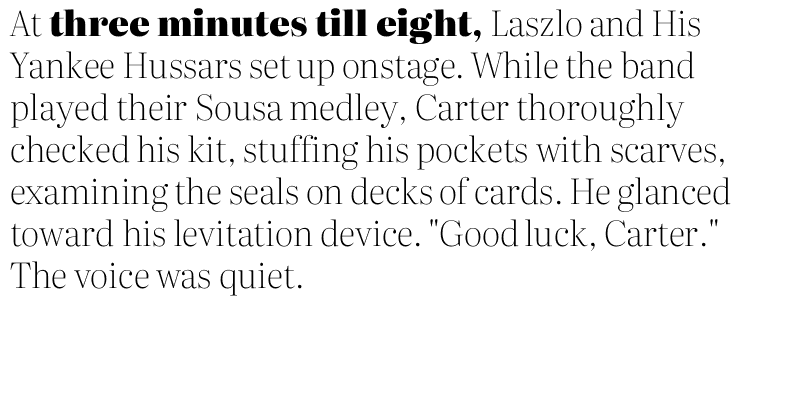 At three minutes till eight, Laszlo and His
Yankee Hussars set up onstage. While the band
played their Sousa medley, Carter thoroughly
checked his kit, stuffing his pockets with scarves,
examining the seals on decks of cards. He glanced
toward his levitation device. "Good luck, Carter."
The voice was quiet.